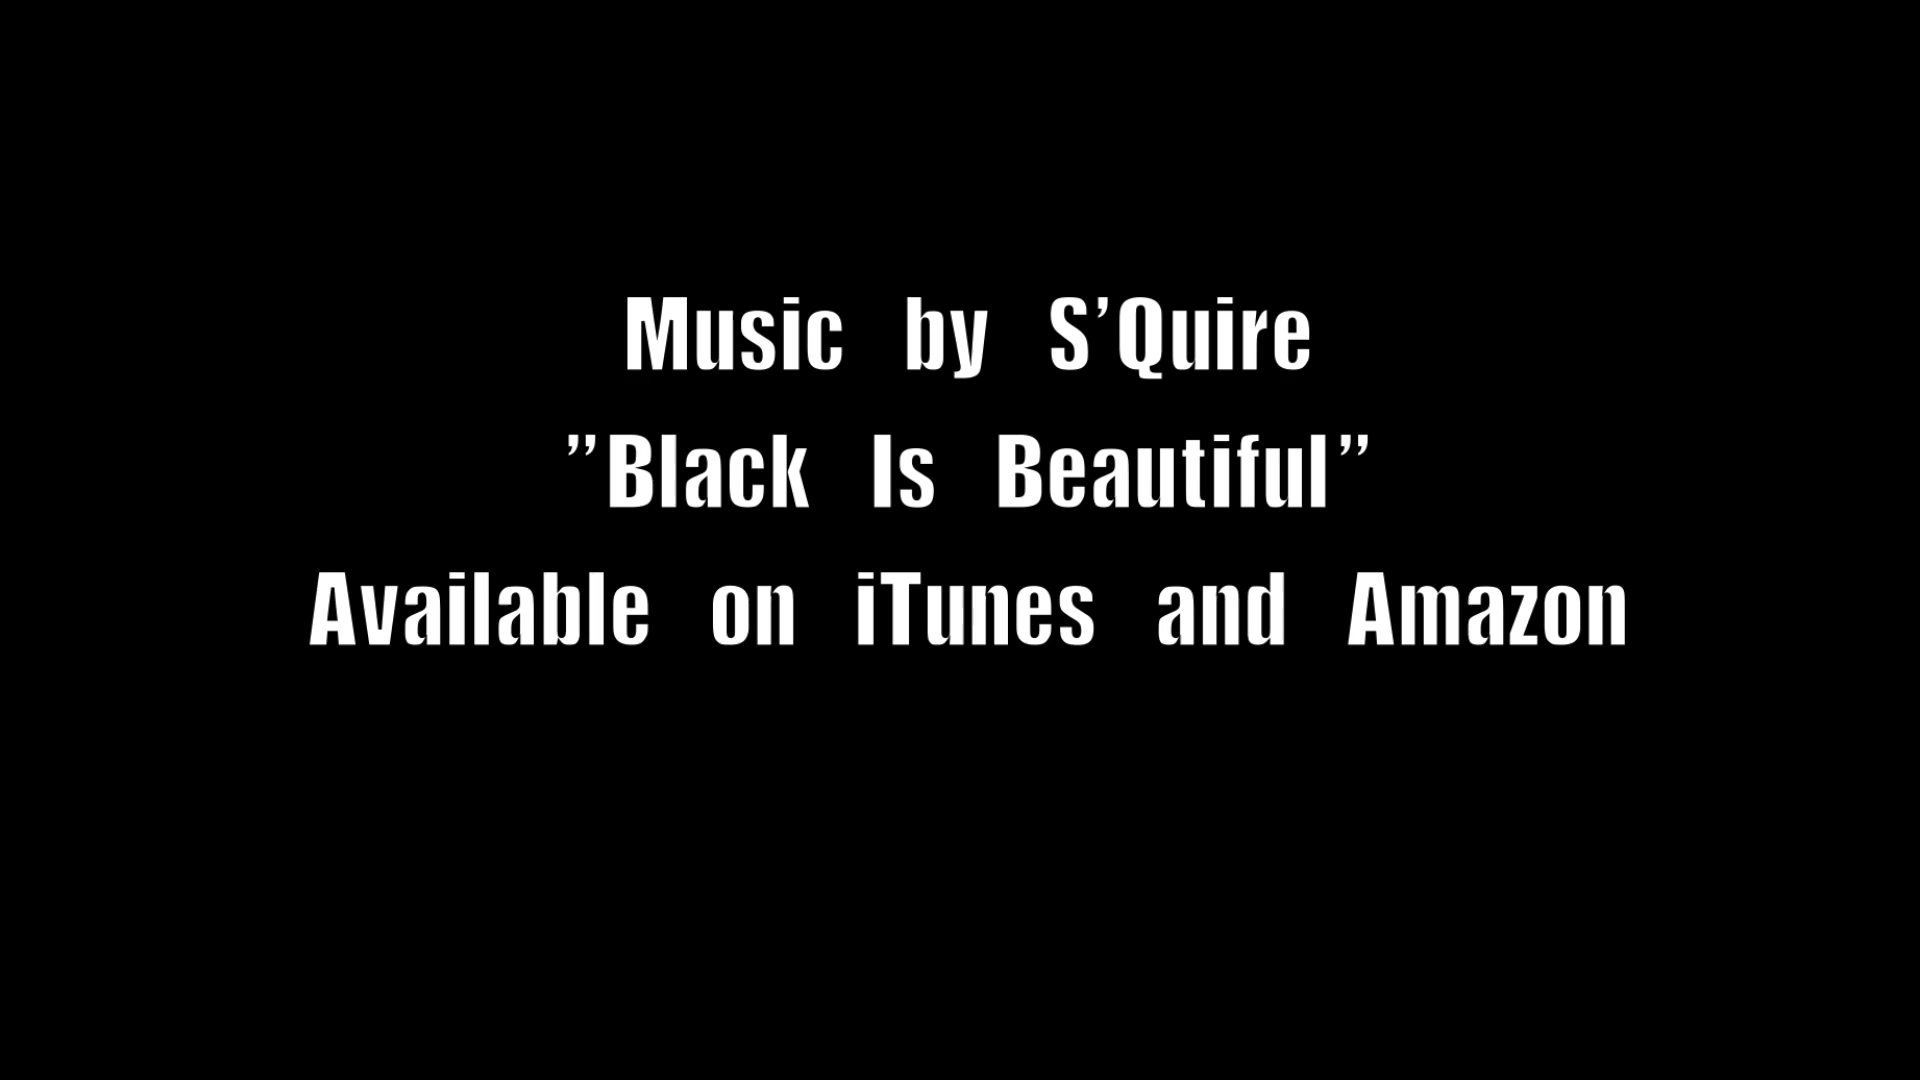 Music by S’Quire
”Black Is Beautiful”
Available on iTunes and Amazon